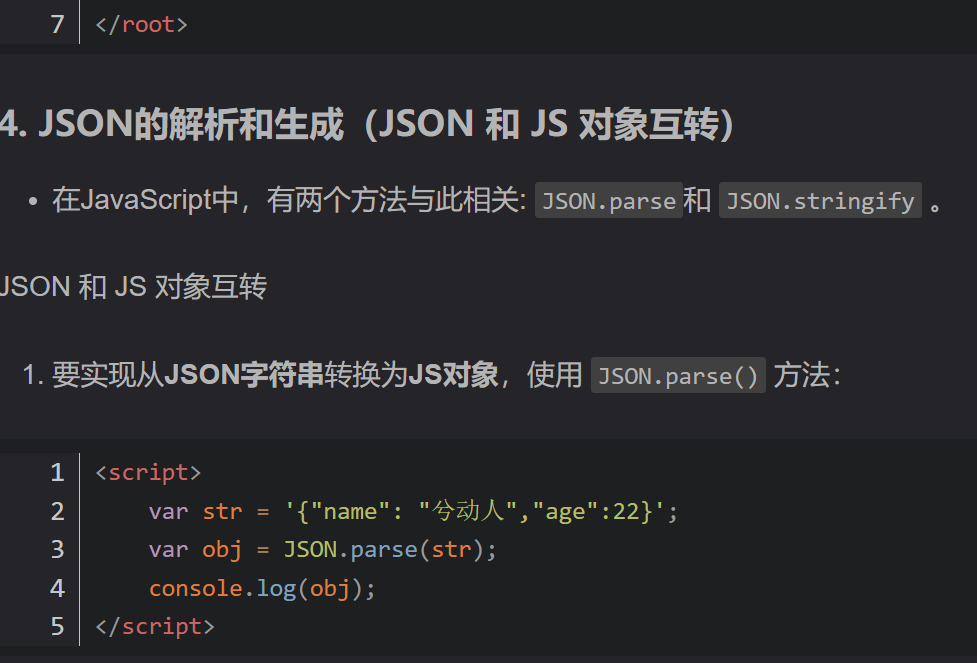 7 </root>
4. JSON的解析和生成（JSON 和 JS 对象互转）
• 在JavaScript中，有两个方法与此相关: JSON.parse和 JSON.stringify 。
JSON 和 JS 对象互转
1. 要实现从JSON字符串转换为JS对象，使用 JSON.parse() 方法：
1 <script>
2     var str = '{"name": "兮动人","age":22}';
3     var obj = JSON.parse(str);
4     console.log(obj);
5 </script>